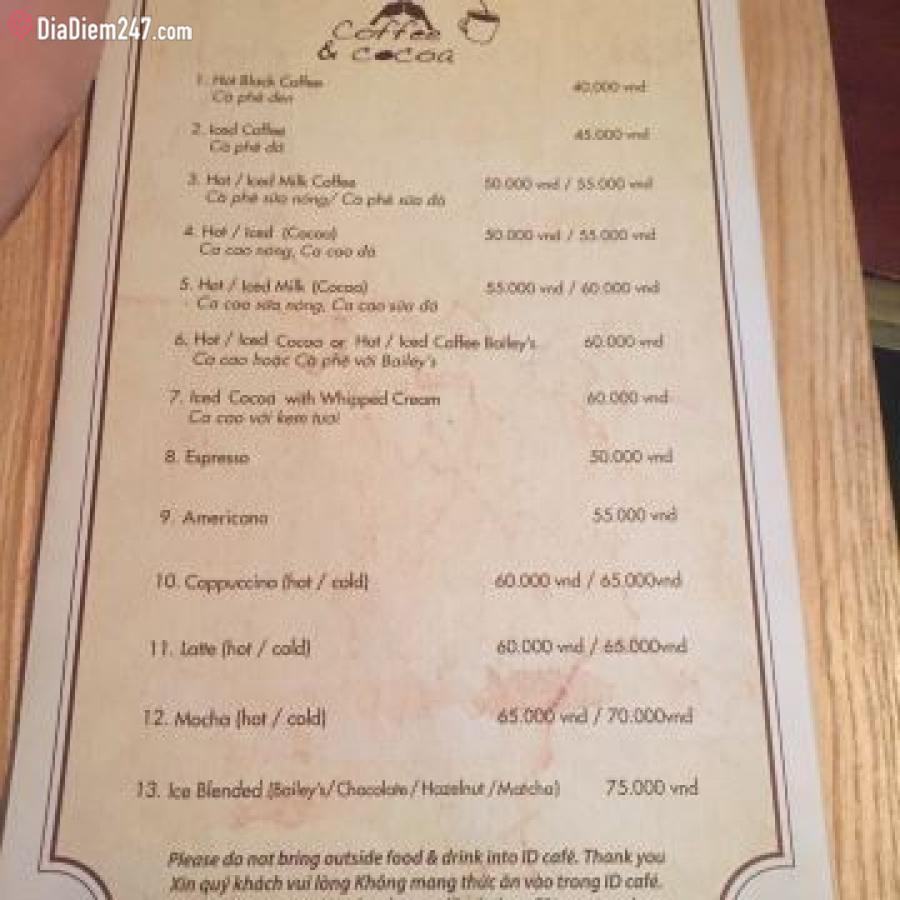 DiaDiem247.com
Coffee
& cocoa
1. Hot Black Coffee 40.000 vnd
Cà phê đen
2. Iced Coffee 45.000 vnd
Cà phê đá
3. Hot / Iced Milk Coffee 50.000 vnd / 55.000 vnd
Cà phê sữa nóng/ Cà phê sữa đá
4. Hot / Iced (Cocoa) 50.000 vnd / 55.000 vnd
Ca cao nóng, Ca cao đá
5. Hot / Iced Milk (Cocoa) 55.000 vnd / 60.000 vnd
Ca cao sữa nóng, Ca cao sữa đá
6. Hot / Iced Cocoa or Hot / Iced Coffee Bailey's 60.000 vnd
Ca cao hoặc Cà phê với Bailey's
7. Iced Cocoa with Whipped Cream 60.000 vnd
Ca cao với kem tươi
8. Espresso 50.000 vnd
9. Americano 55.000 vnd
10. Cappuccino (hot / cold) 60.000 vnd / 65.000vnd
11. Latte (hot / cold) 60.000 vnd / 65.000vnd
12. Mocha (hot / cold) 65.000 vnd / 70.000vnd
13. Ice Blended (Bailey's/Chocolate/Hazelnut/Matcha) 75.000 vnd
Please do not bring outside food & drink into ID café. Thank you
Xin quý khách vui lòng Không mang thức ăn vào trong ID café.